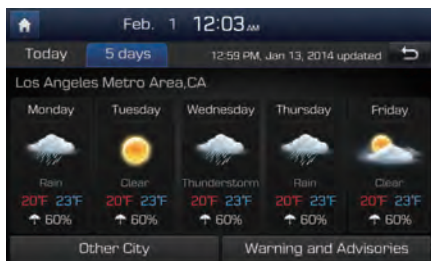 Feb. 1 12:03 AM
Today 5 days 12:59 PM, Jan 13, 2014 updated
Los Angeles Metro Area,CA
Monday Tuesday Wednesday Thursday Friday
Rain Clear Thunderstorm Rain Clear
20°F 23°F 20°F 23°F 20°F 23°F 20°F 23°F 20°F 23°F
60% 60% 60% 60% 60%
Other City Warning and Advisories